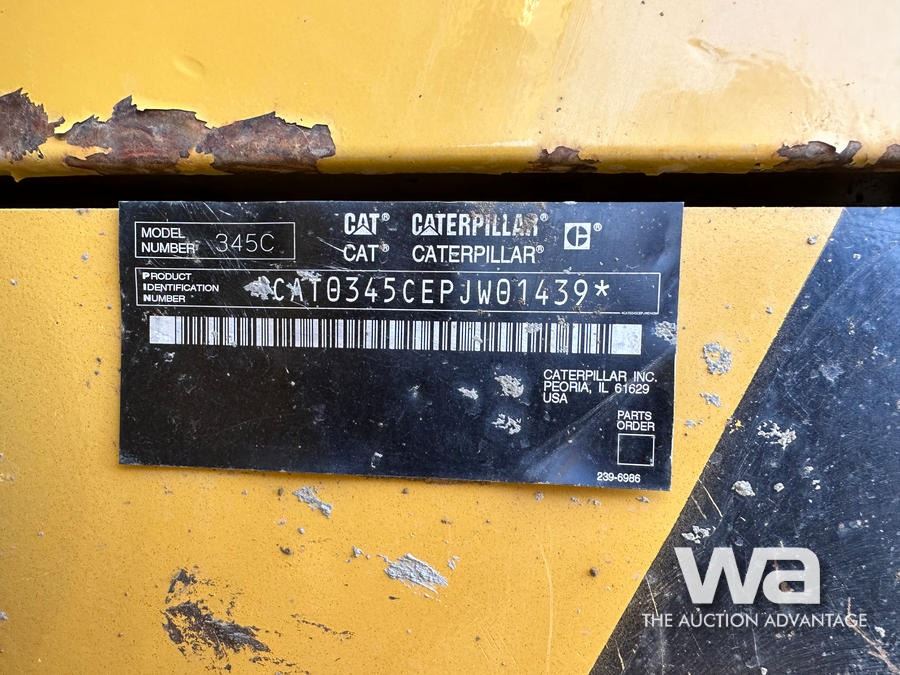 CAT® CATERPILLAR®
MODEL NUMBER 345C
CAT® CATERPILLAR®
PRODUCT IDENTIFICATION NUMBER *CAT0345CEPJW01439*
CATERPILLAR INC.
PEORIA, IL 61629
USA
PARTS
ORDER
239-6986
wa
THE AUCTION ADVANTAGE